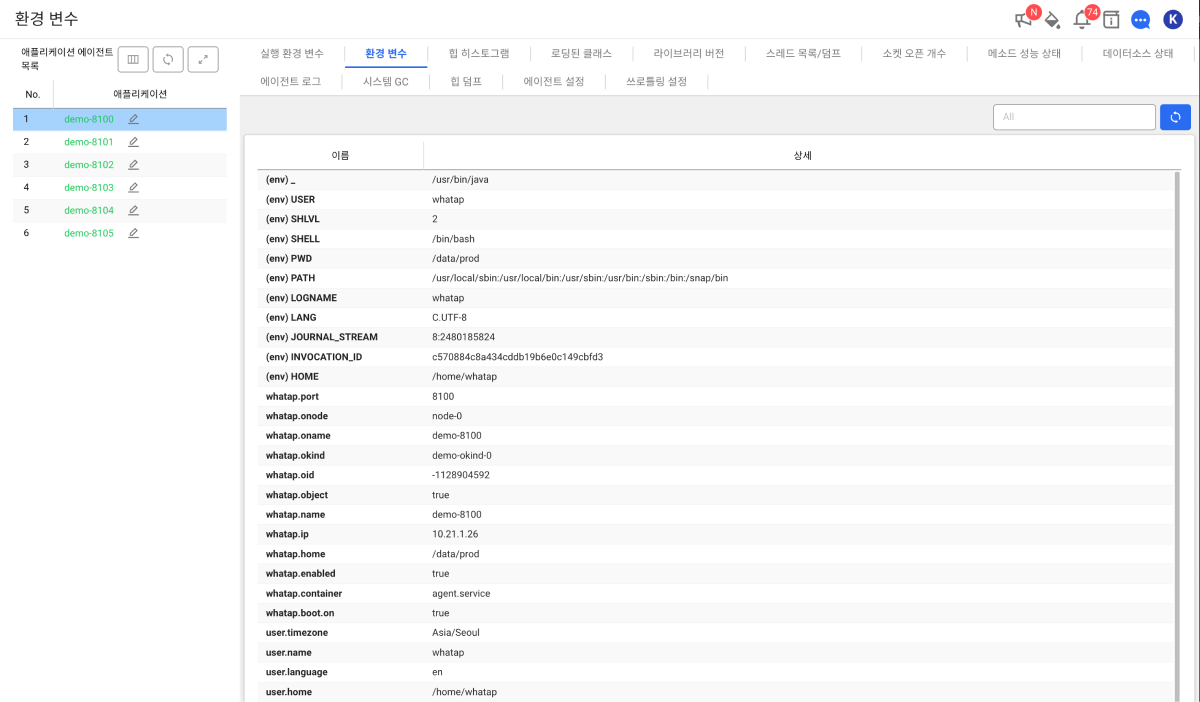 환경 변수
N
74
K
애플리케이션 에이전트
목록
No. 애플리케이션
1 demo-8100
2 demo-8101
3 demo-8102
4 demo-8103
5 demo-8104
6 demo-8105
실행 환경 변수 환경 변수 힙 히스토그램 로딩된 클래스 라이브러리 버전 스레드 목록/덤프 소켓 오픈 개수 메소드 성능 상태 데이터소스 상태
에이전트 로그 시스템 GC 힙 덤프 에이전트 설정 쓰로틀링 설정
All
이름 상세
(env) _ /usr/bin/java
(env) USER whatap
(env) SHLVL 2
(env) SHELL /bin/bash
(env) PWD /data/prod
(env) PATH /usr/local/sbin:/usr/local/bin:/usr/sbin:/usr/bin:/sbin:/bin:/snap/bin
(env) LOGNAME whatap
(env) LANG C.UTF-8
(env) JOURNAL_STREAM 8:2480185824
(env) INVOCATION_ID c570884c8a434cddb19b6e0c149cbfd3
(env) HOME /home/whatap
whatap.port 8100
whatap.onode node-0
whatap.oname demo-8100
whatap.okind demo-okind-0
whatap.oid -1128904592
whatap.object true
whatap.name demo-8100
whatap.ip 10.21.1.26
whatap.home /data/prod
whatap.enabled true
whatap.container agent.service
whatap.boot.on true
user.timezone Asia/Seoul
user.name whatap
user.language en
user.home /home/whatap